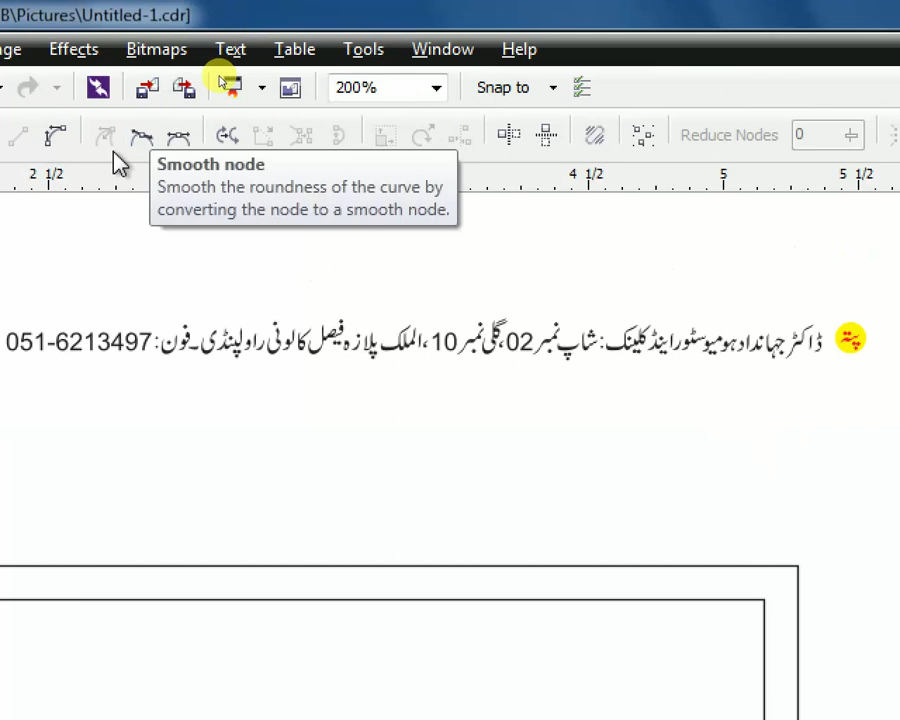 B\Pictures\Untitled-1.cdr]
ge Effects Bitmaps Text Table Tools Window Help
200% Snap to
Reduce Nodes 0
2 1/2 4 1/2 5 5 1/2
Smooth node
Smooth the roundness of the curve by
converting the node to a smooth node.
پتہ ڈاکٹر جہانداد ہومیو سٹور اینڈ کلینک: شاپ نمبر 02، گلی نمبر 10، الملک پلازہ فیصل کالونی راولپنڈی۔ فون: 051-6213497